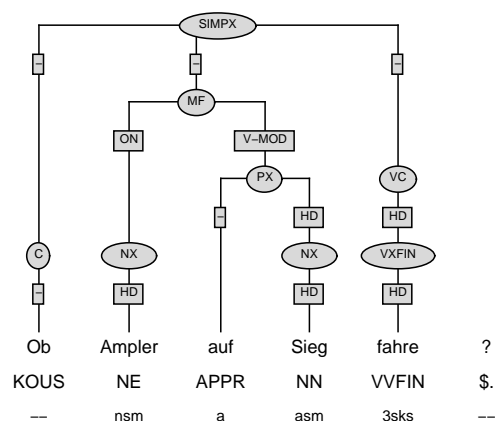 SIMPX
– – –
MF
ON V–MOD
PX VC
– HD HD
C NX NX VXFIN
– HD HD HD
Ob Ampler auf Sieg fahre ?
KOUS NE APPR NN VVFIN $.
–– nsm a asm 3sks ––